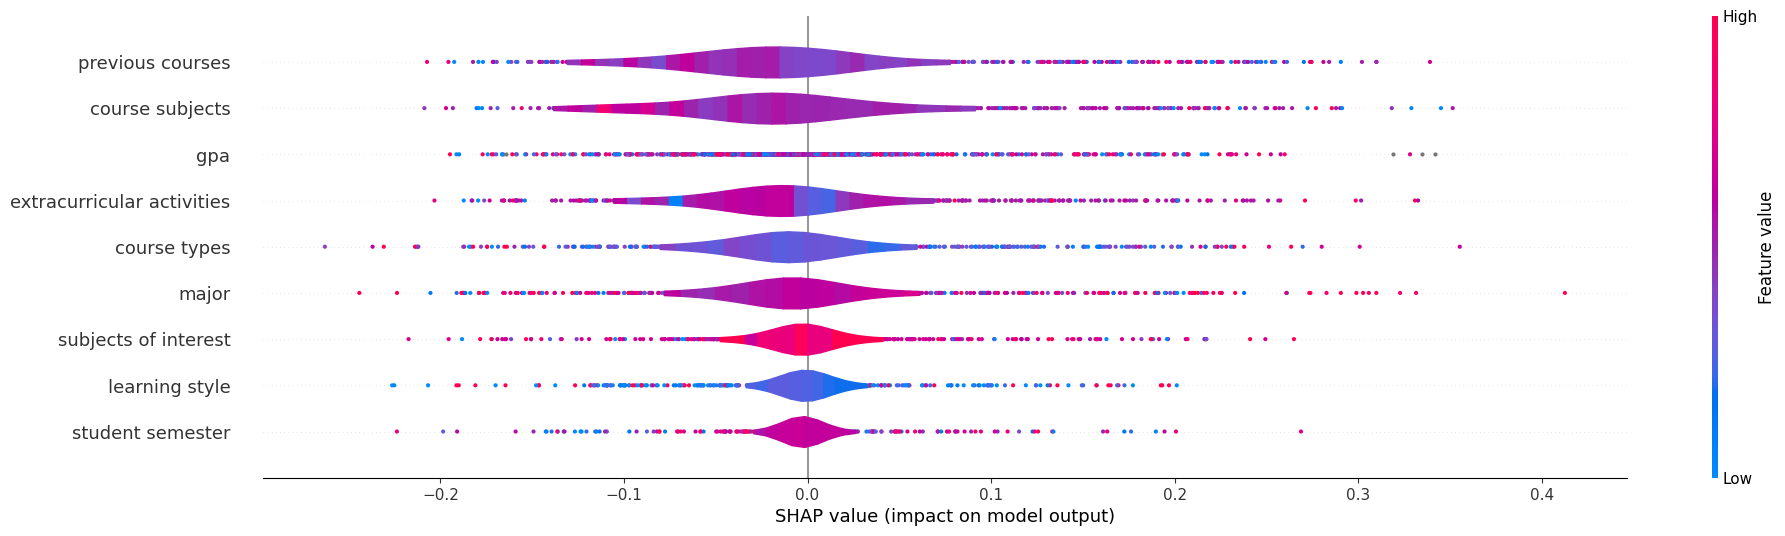 previous courses
course subjects
gpa
extracurricular activities
course types
major
subjects of interest
learning style
student semester
−0.2 −0.1 0.0 0.1 0.2 0.3 0.4
SHAP value (impact on model output)
High
Feature value
Low